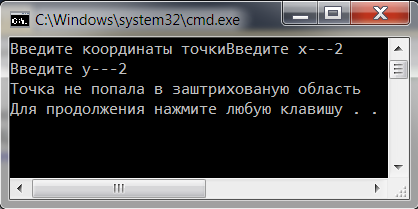 C:\Windows\system32\cmd.exe
Введите координаты точкиВведите x---2
Введите y---2
Точка не попала в заштрихованую область
Для продолжения нажмите любую клавишу . .